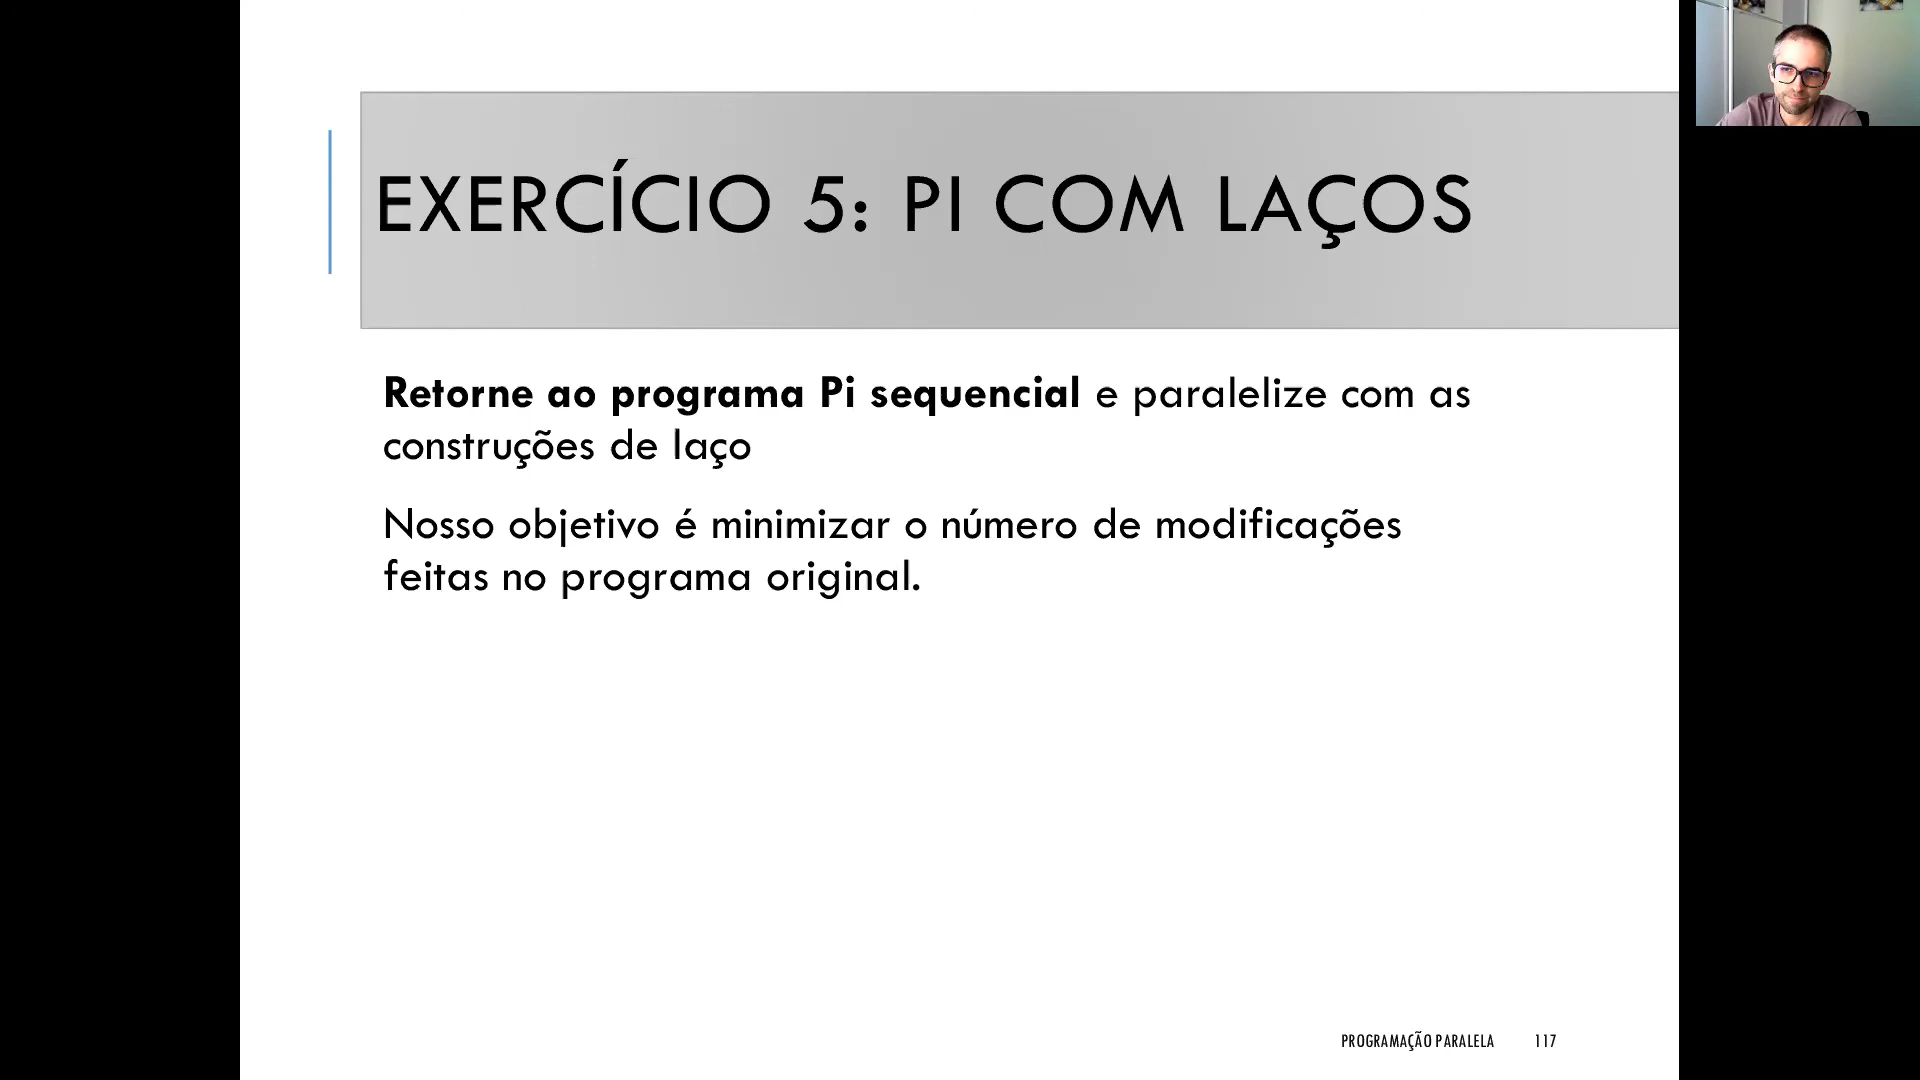 EXERCÍCIO 5: PI COM LAÇOS
Retorne ao programa Pi sequencial e paralelize com as
construções de laço
Nosso objetivo é minimizar o número de modificações
feitas no programa original.
PROGRAMAÇÃO PARALELA 117